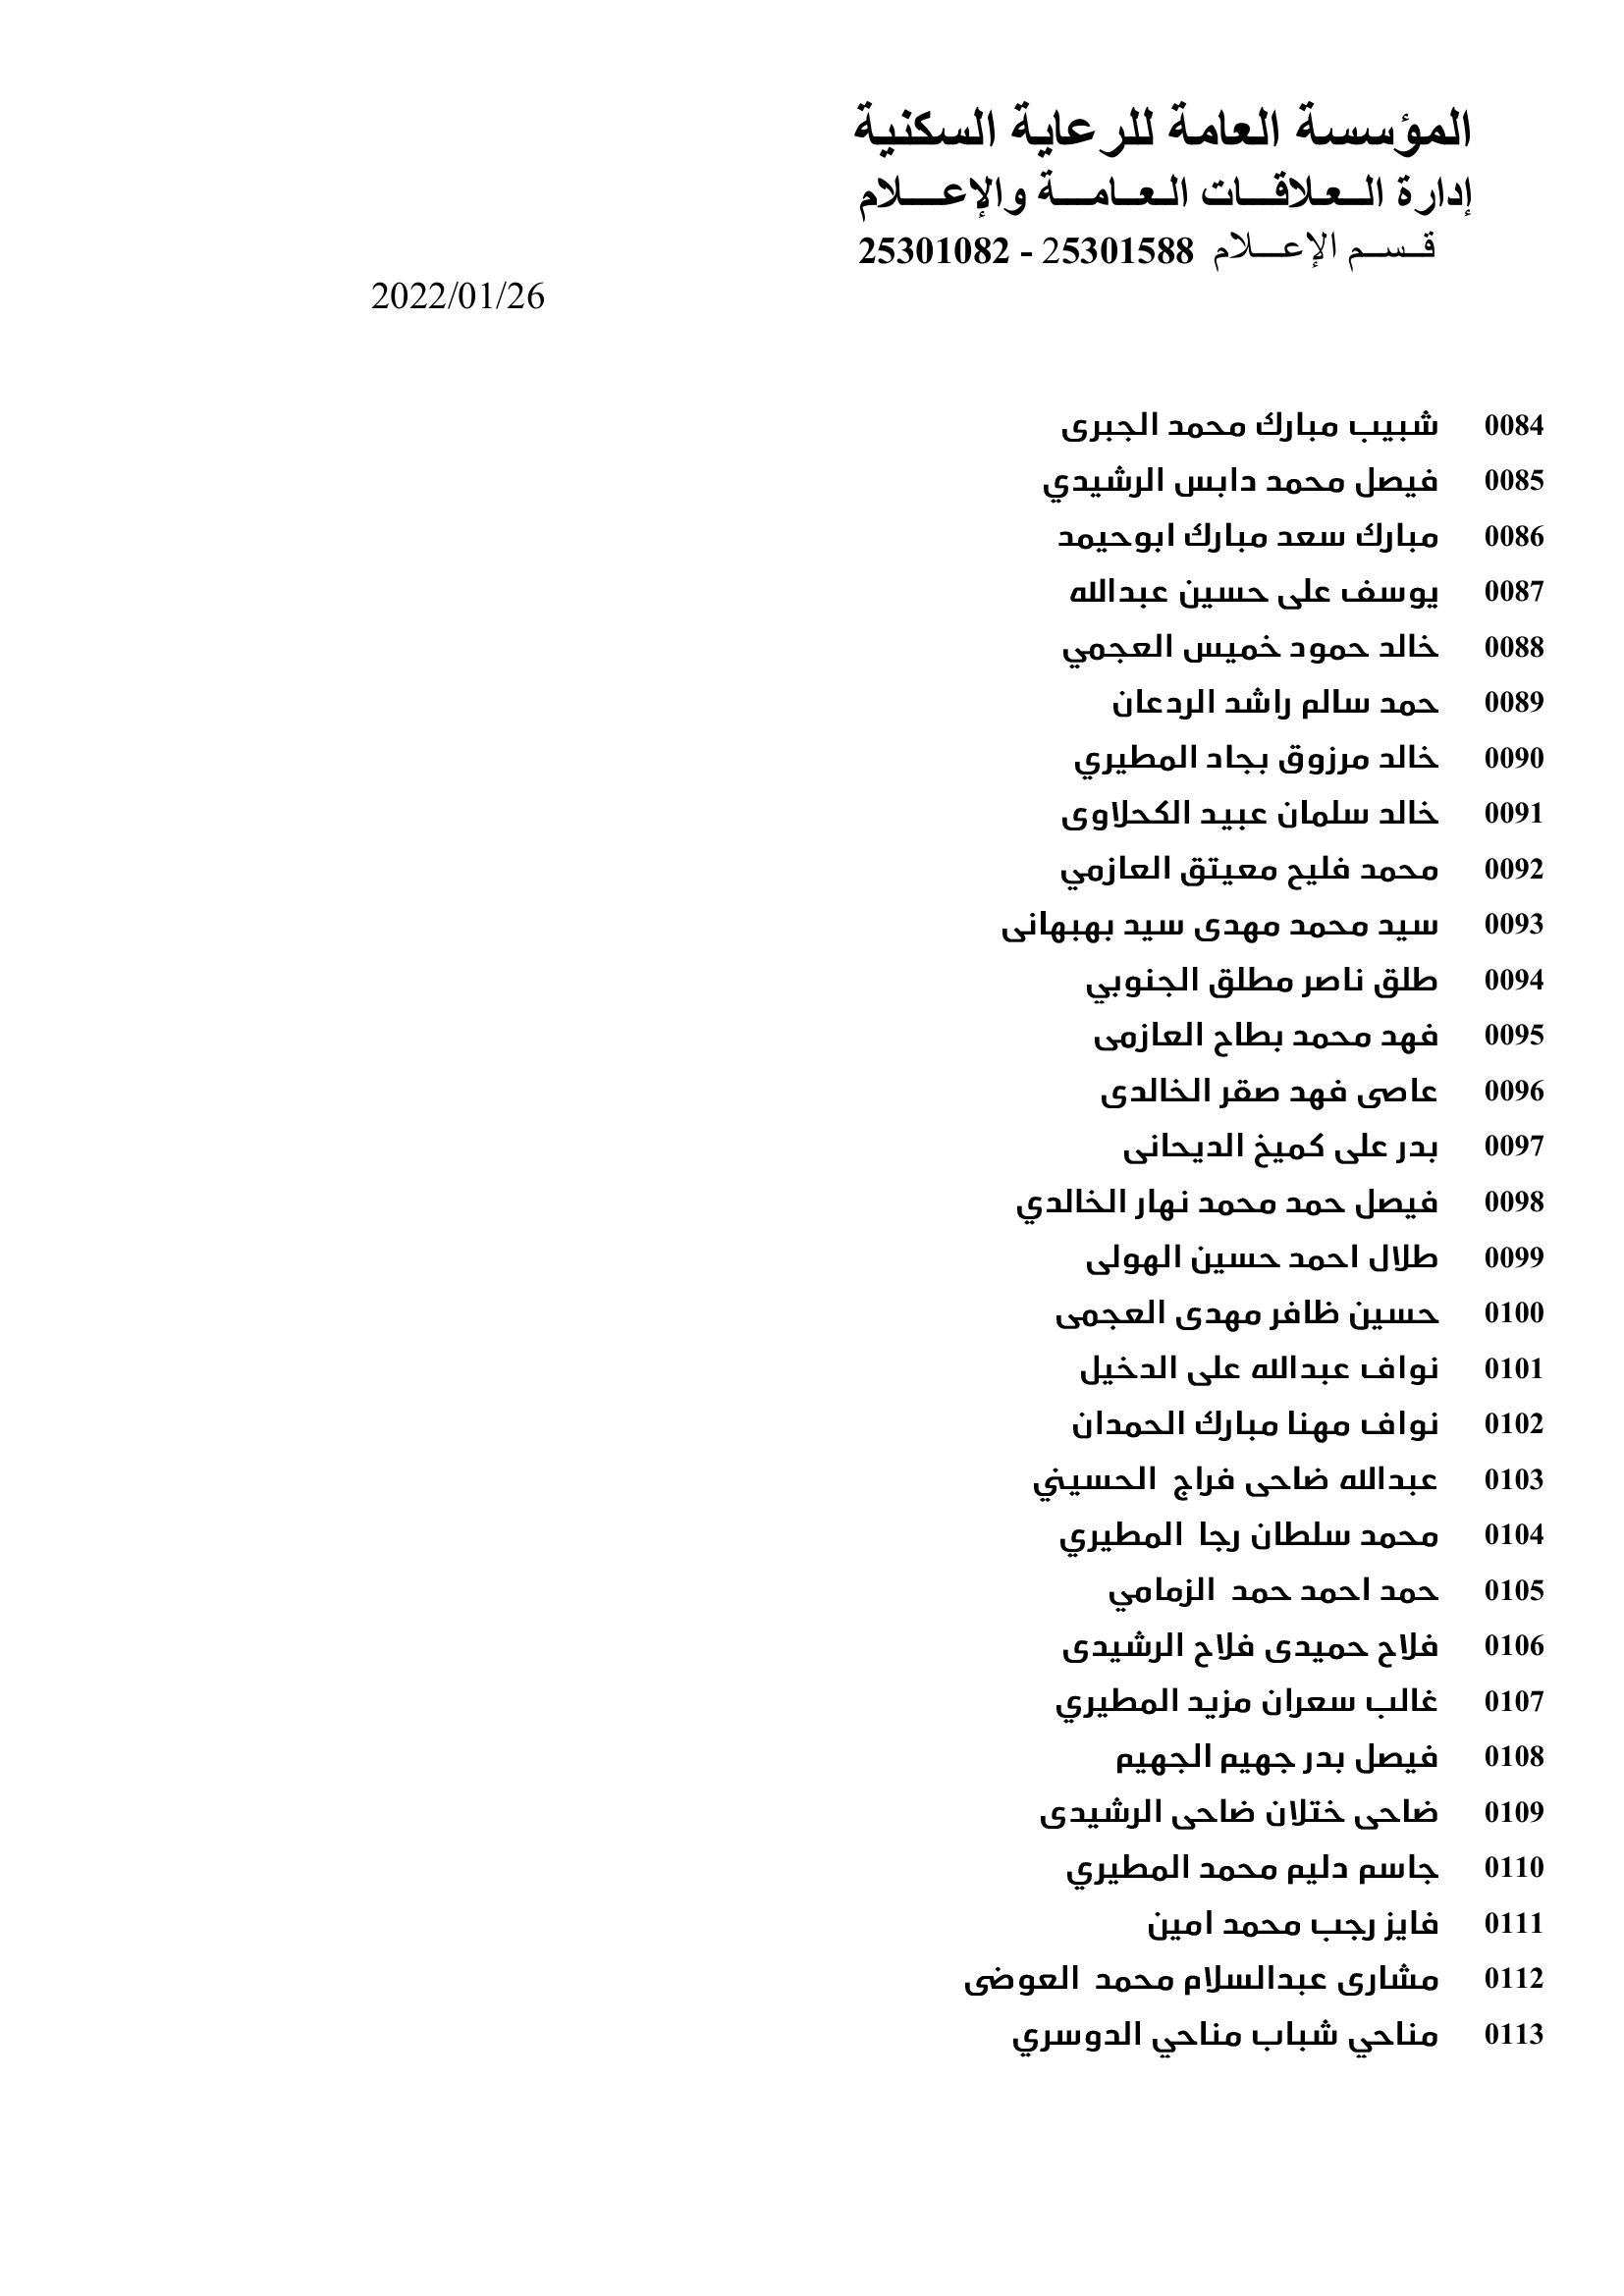 المؤسسة العامة للرعاية السكنية
إدارة العلاقات العامة والإعلام
قسم الإعلام 25301588 - 25301082
2022/01/26
0084 شبيب مبارك محمد الجبرى
0085 فيصل محمد دابس الرشيدي
0086 مبارك سعد مبارك ابوحيمد
0087 يوسف على حسين عبدالله
0088 خالد حمود خميس العجمي
0089 حمد سالم راشد الردعان
0090 خالد مرزوق بجاد المطيري
0091 خالد سلمان عبيد الكحلاوى
0092 محمد فليح معيتق العازمي
0093 سيد محمد مهدى سيد بهبهانى
0094 طلق ناصر مطلق الجنوبي
0095 فهد محمد بطاح العازمى
0096 عاصى فهد صقر الخالدى
0097 بدر على كميخ الديحانى
0098 فيصل حمد محمد نهار الخالدي
0099 طلال احمد حسين الهولى
0100 حسين ظافر مهدى العجمى
0101 نواف عبدالله على الدخيل
0102 نواف مهنا مبارك الحمدان
0103 عبدالله ضاحى فراج الحسيني
0104 محمد سلطان رجا المطيري
0105 حمد احمد حمد الزمامي
0106 فلاح حميدى فلاح الرشيدى
0107 غالب سعران مزيد المطيري
0108 فيصل بدر جهيم الجهيم
0109 ضاحى ختلان ضاحى الرشيدى
0110 جاسم دليم محمد المطيري
0111 فايز رجب محمد امين
0112 مشارى عبدالسلام محمد العوضى
0113 مناحي شباب مناحي الدوسري